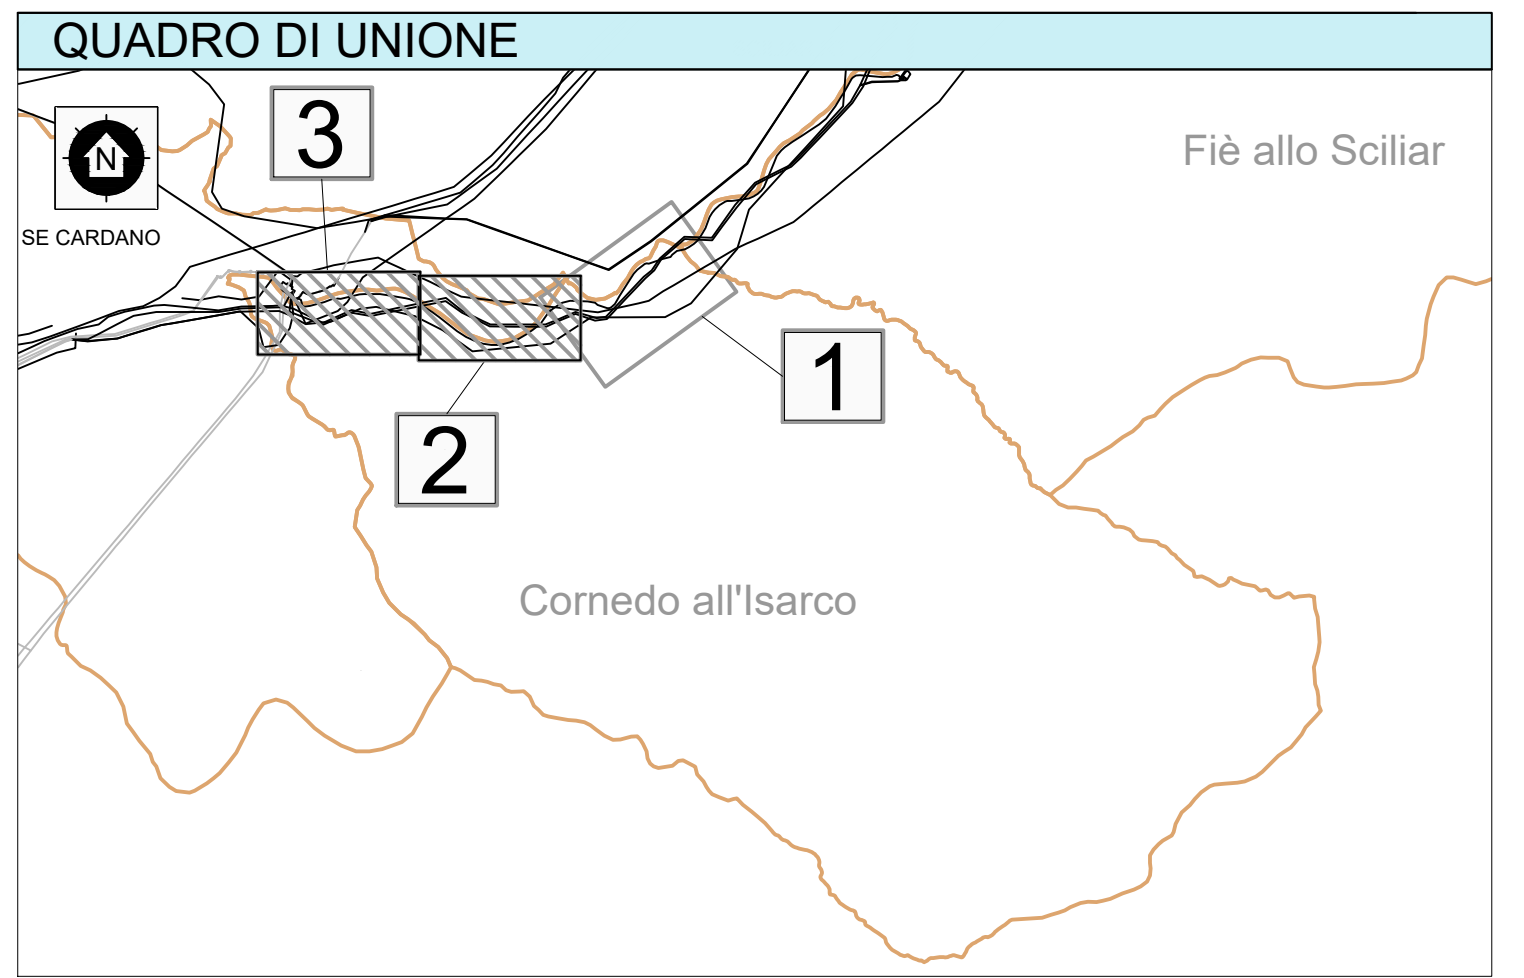 QUADRO DI UNIONE
3
Fiè allo Sciliar
N
SE CARDANO
1
2
Cornedo all'Isarco